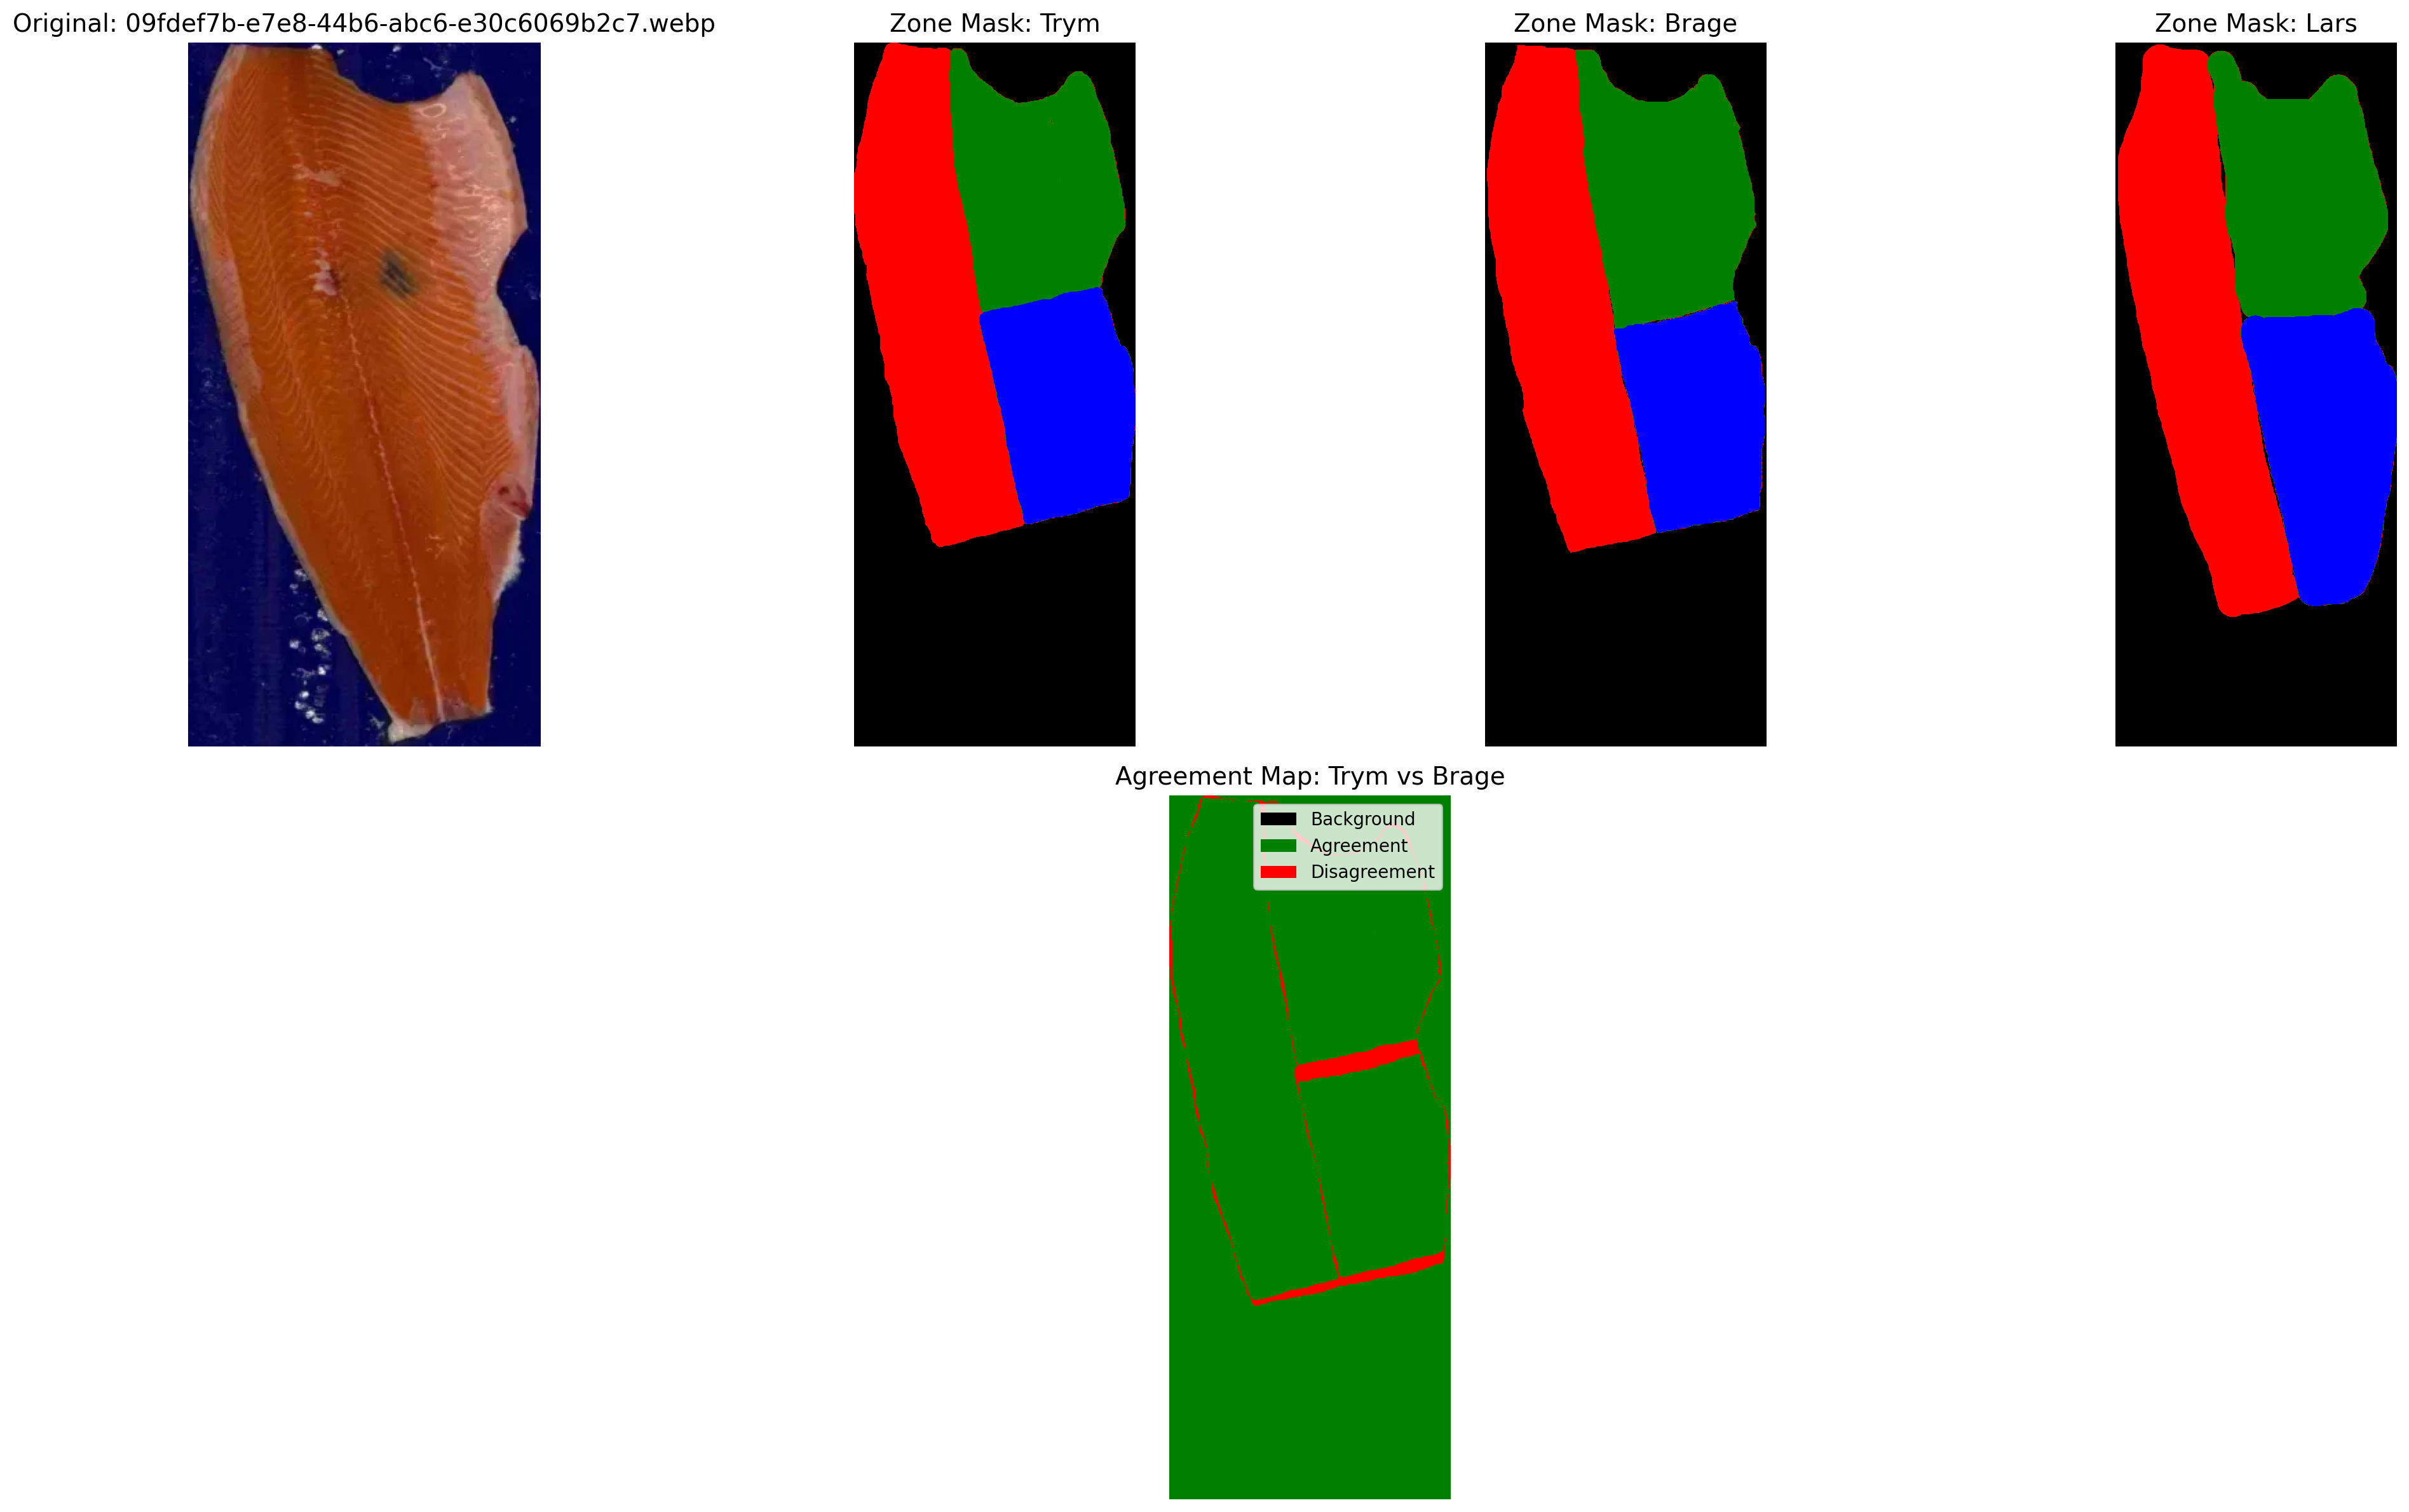 Original: 09fdef7b-e7e8-44b6-abc6-e30c6069b2c7.webp
Zone Mask: Trym
Zone Mask: Brage
Zone Mask: Lars
Agreement Map: Trym vs Brage
Background
Agreement
Disagreement